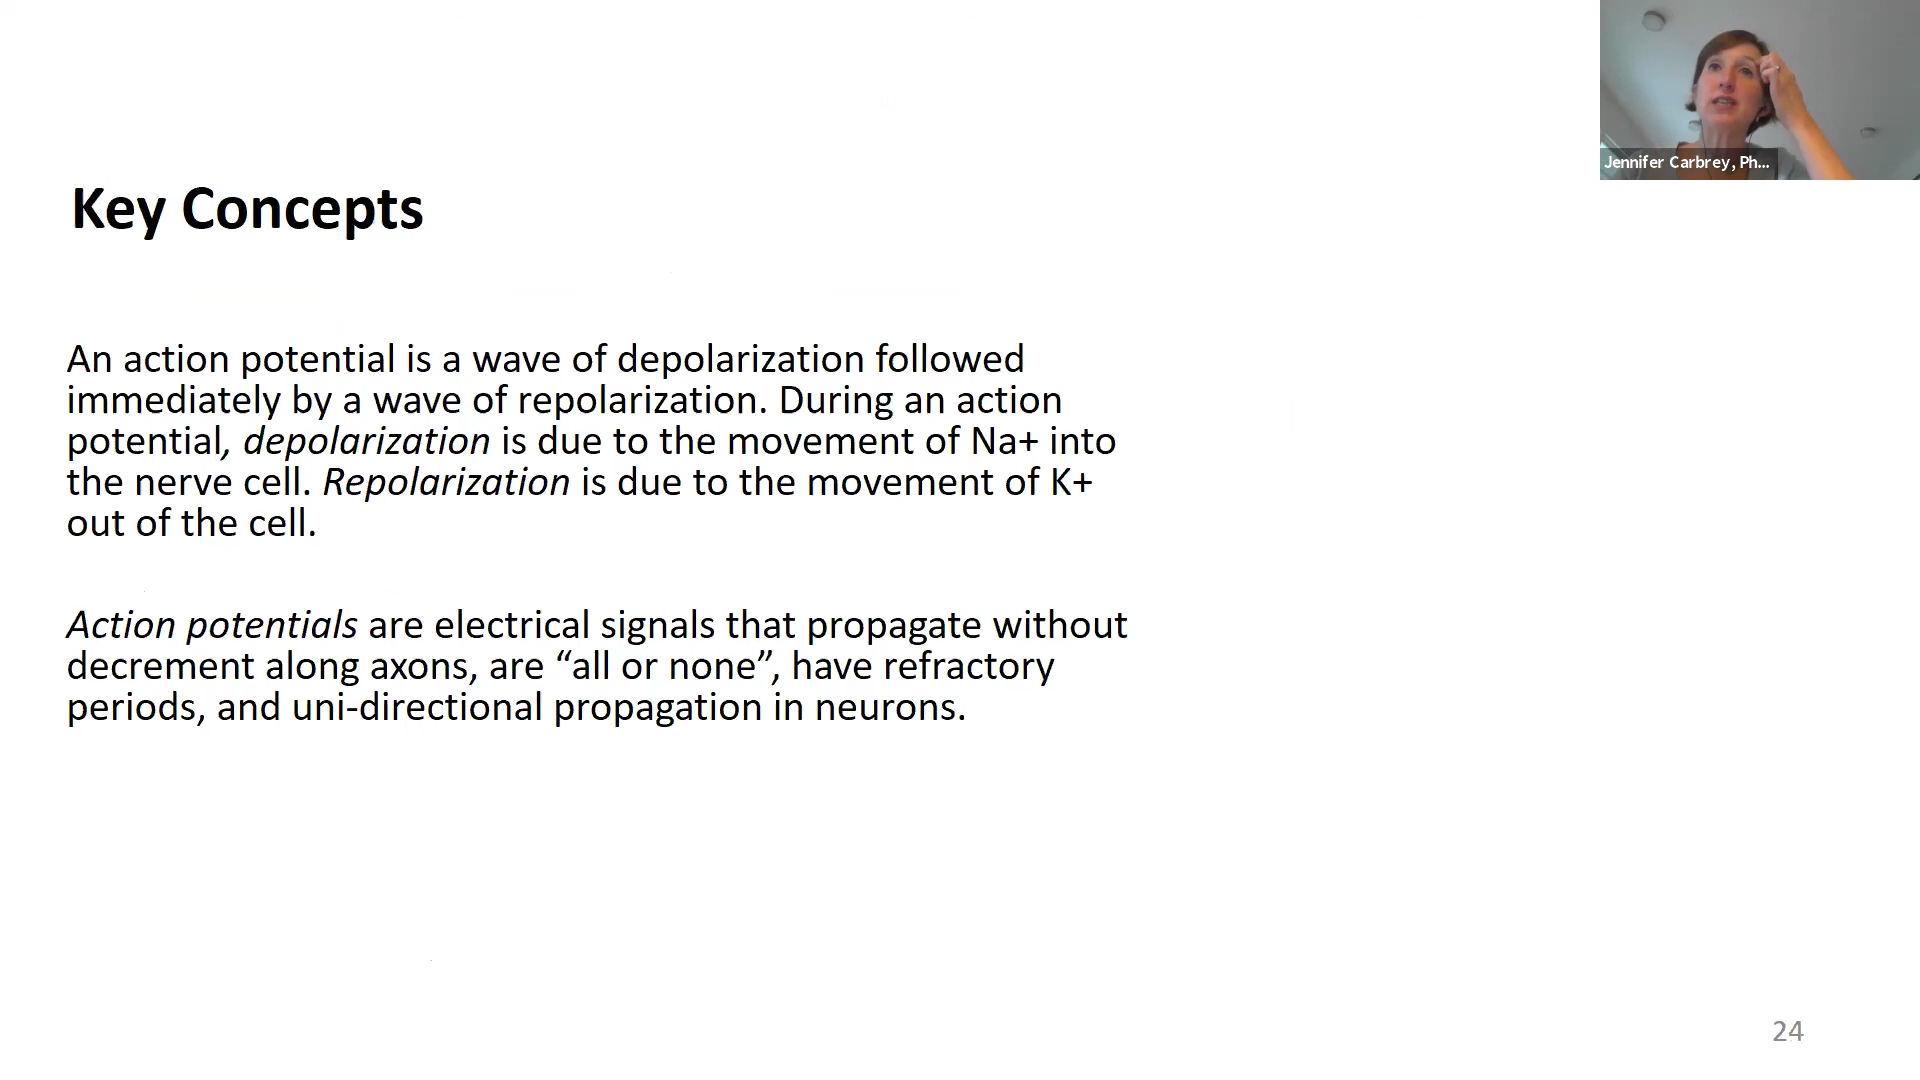 Jennifer Carbrey, Ph...
Key Concepts
An action potential is a wave of depolarization followed
immediately by a wave of repolarization. During an action
potential, depolarization is due to the movement of Na+ into
the nerve cell. Repolarization is due to the movement of K+
out of the cell.
Action potentials are electrical signals that propagate without
decrement along axons, are “all or none”, have refractory
periods, and uni-directional propagation in neurons.
24